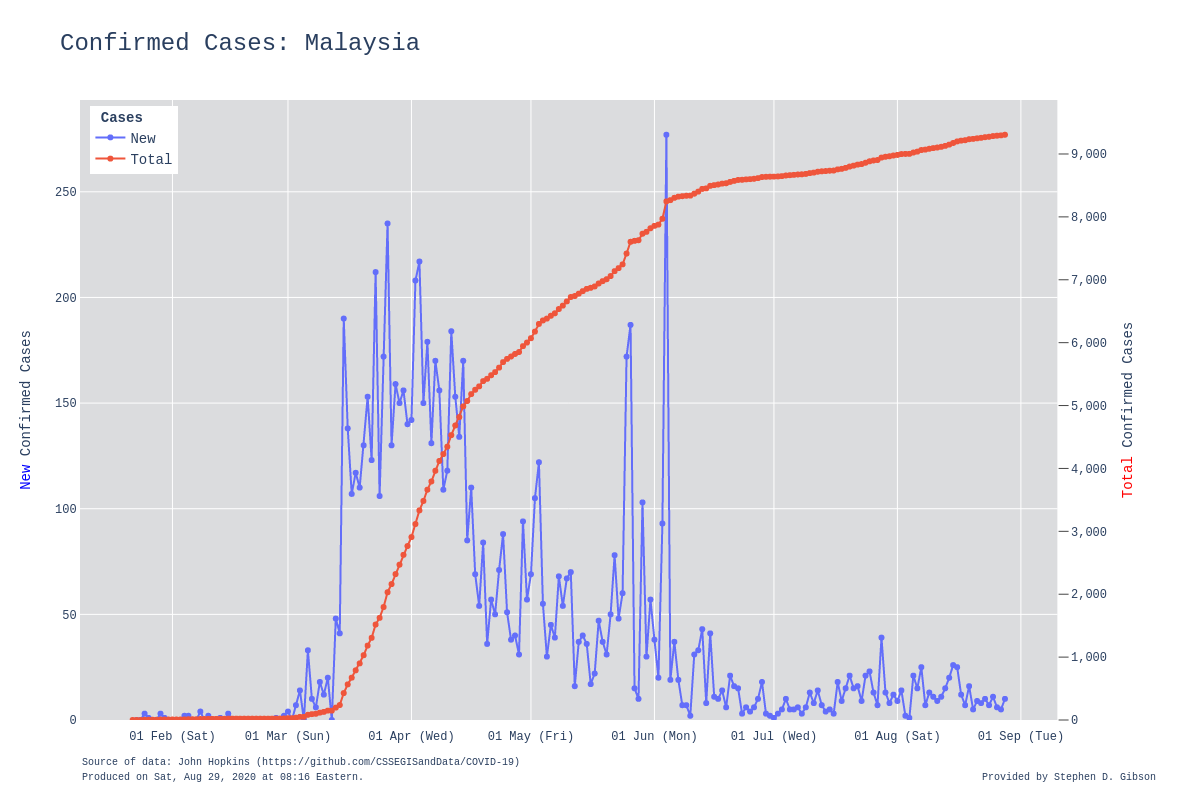 Confirmed Cases: Malaysia
Cases
New
Total
250
200
150
100
50
0
9,000
8,000
7,000
6,000
5,000
4,000
3,000
2,000
1,000
0
New Confirmed Cases
Total Confirmed Cases
01 Feb (Sat) 01 Mar (Sun) 01 Apr (Wed) 01 May (Fri) 01 Jun (Mon) 01 Jul (Wed) 01 Aug (Sat) 01 Sep (Tue)
Source of data: John Hopkins (https://github.com/CSSEGISandData/COVID-19)
Produced on Sat, Aug 29, 2020 at 08:16 Eastern.
Provided by Stephen D. Gibson